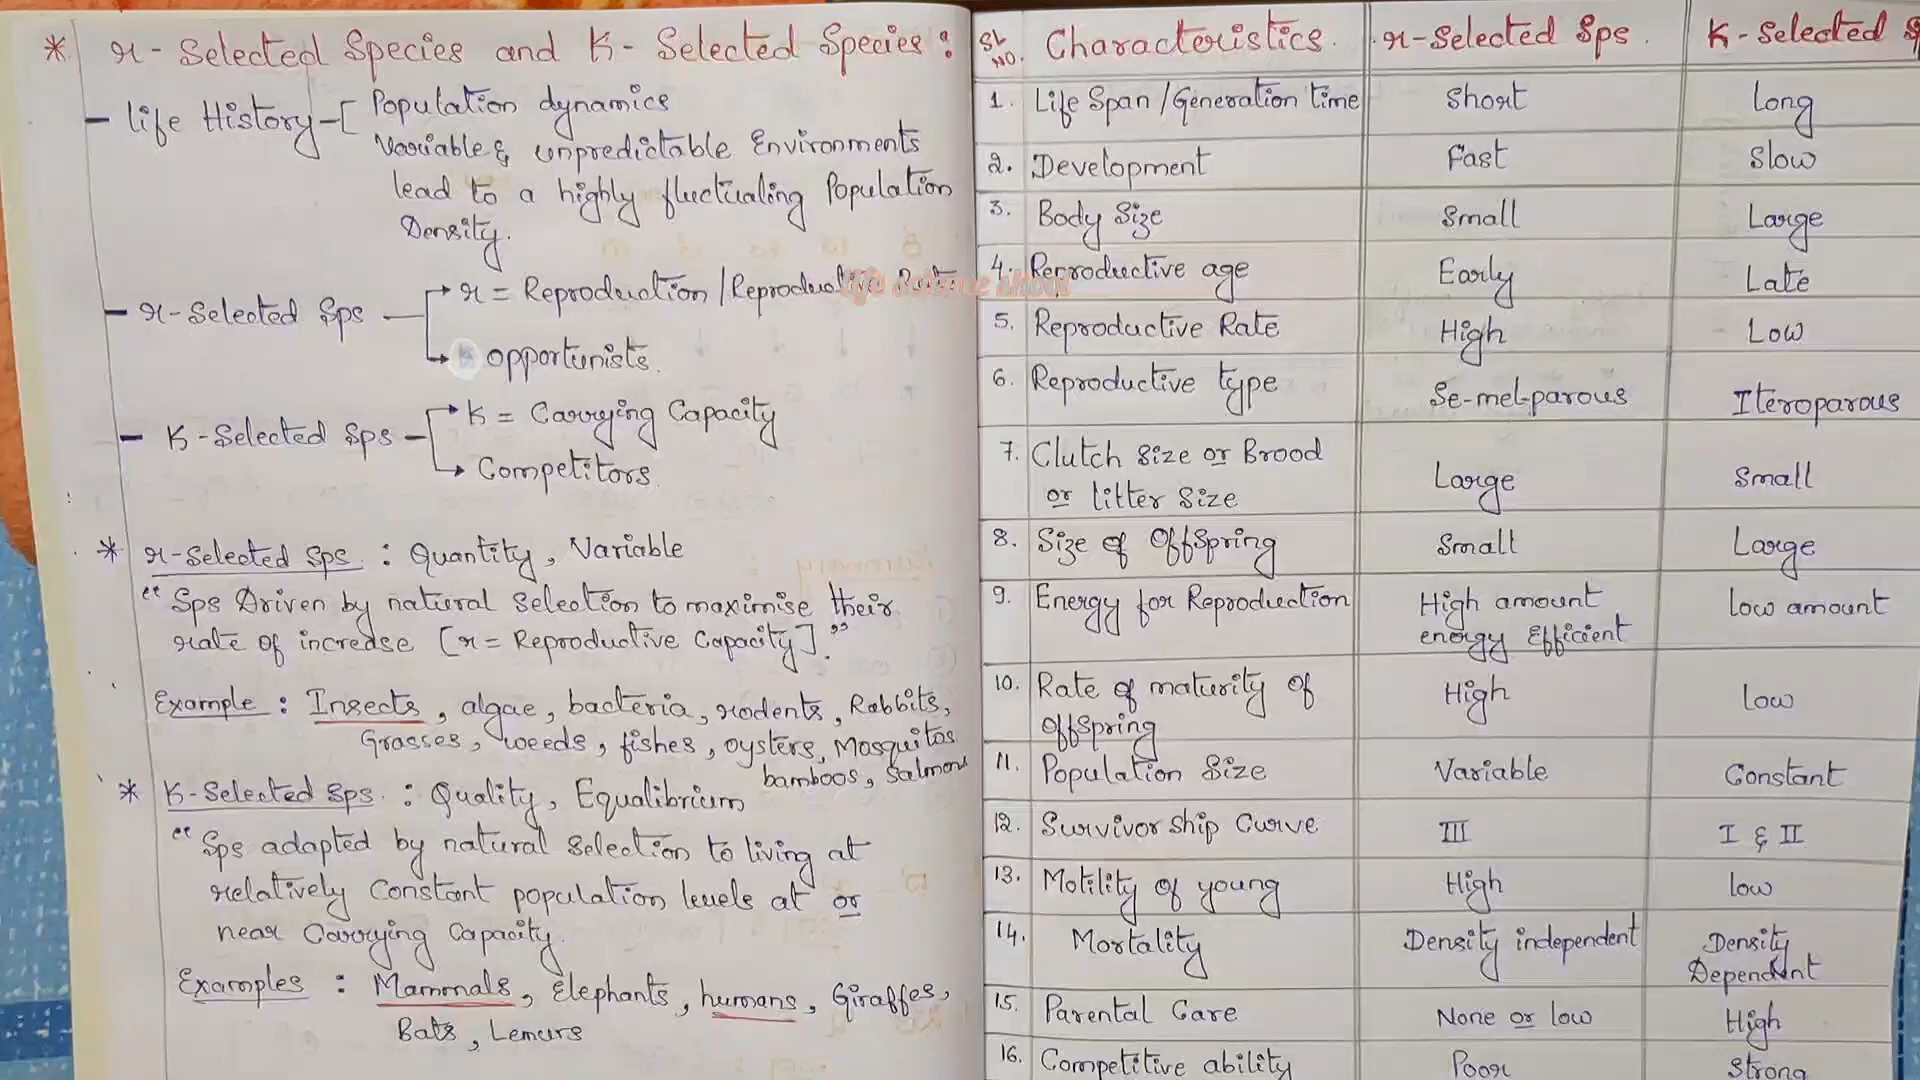 * r-Selected Species and K-Selected Species:
- life History - [ Population dynamics
Variable & unpredictable Environments
lead to a highly fluctualing Population
Density.
- r-Selected Sps → r = Reproduction / Reproductive Rate
→ opportunists.
- K-Selected Sps → K = Carrying Capacity
→ Competitors.
* r-Selected Sps. : Quantity, Variable
"Sps Driven by natural Selection to maximise their
rate of increase [r = Reproductive Capacity]."
Example : Insects, algae, bacteria, rodents, Rabbits,
Grasses, weeds, fishes, oysters, Mosquitos
bamboos, Salmons
* K-Selected Sps. : Quality, Equalibrium
"Sps adapted by natural Selection to living at
relatively Constant population levels at or
near Carrying Capacity.
Examples : Mammals, Elephants, humans, Giraffes,
Bats, Lemurs
SL NO. Characteristics. r-Selected Sps. K-Selected
1. Life Span / Generation time Short long
2. Development Fast Slow
3. Body Size Small Large
4. Reproductive age Early Late
5. Reproductive Rate High Low
6. Reproductive type Se-mel-parous Iteroparous
7. Clutch Size or Brood
or litter Size Large Small
8. Size of Offspring Small Large
9. Energy for Reproduction High amount low amount
energy Efficient
10. Rate of maturity of High low
Offspring
11. Population Size Variable Constant
12. Survivor Ship Curve III I & II
13. Motility of young High low
14. Mortality Density independent Density
Dependent
15. Parental Care None or low High
16. Competitive ability Poor Strong
life science